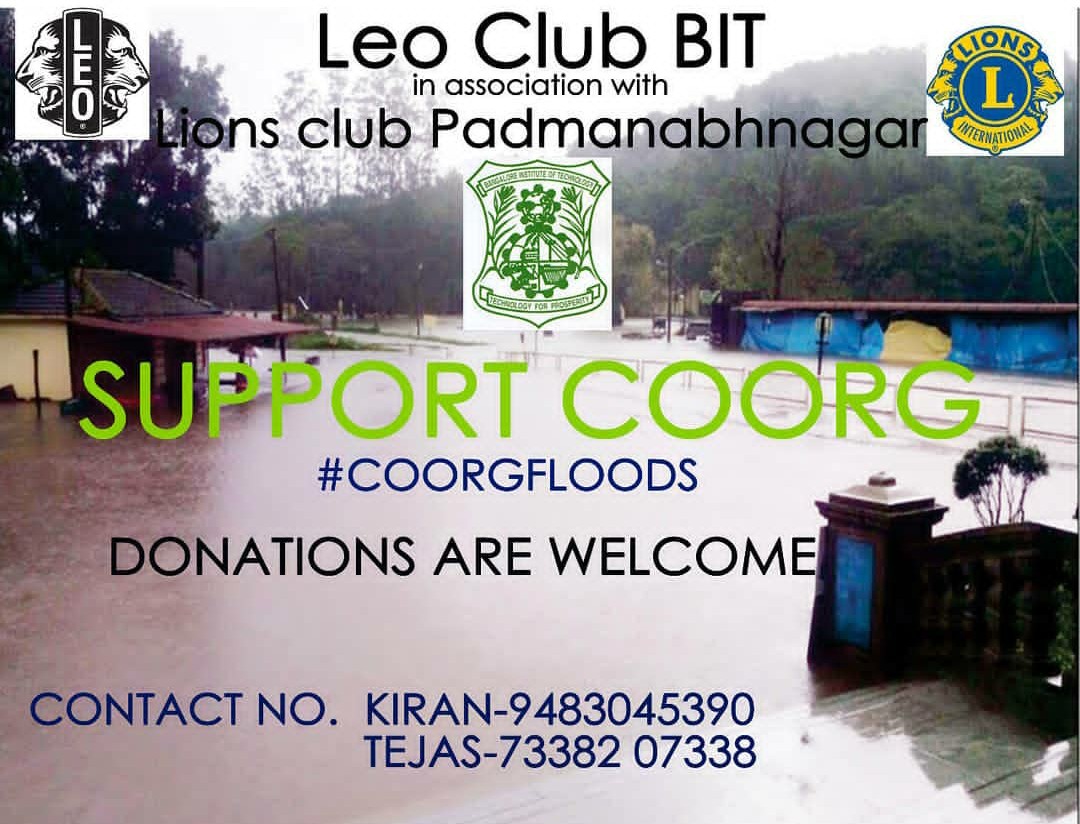 Leo Club BIT
in association with
Lions club Padmanabhnagar
LEO
LIONS
L
INTERNATIONAL
BANGALORE INSTITUTE OF TECHNOLOGY
TECHNOLOGY FOR PROSPERITY
SUPPORT COORG
#COORGFLOODS
DONATIONS ARE WELCOME
CONTACT NO. KIRAN-9483045390
TEJAS-73382 07338